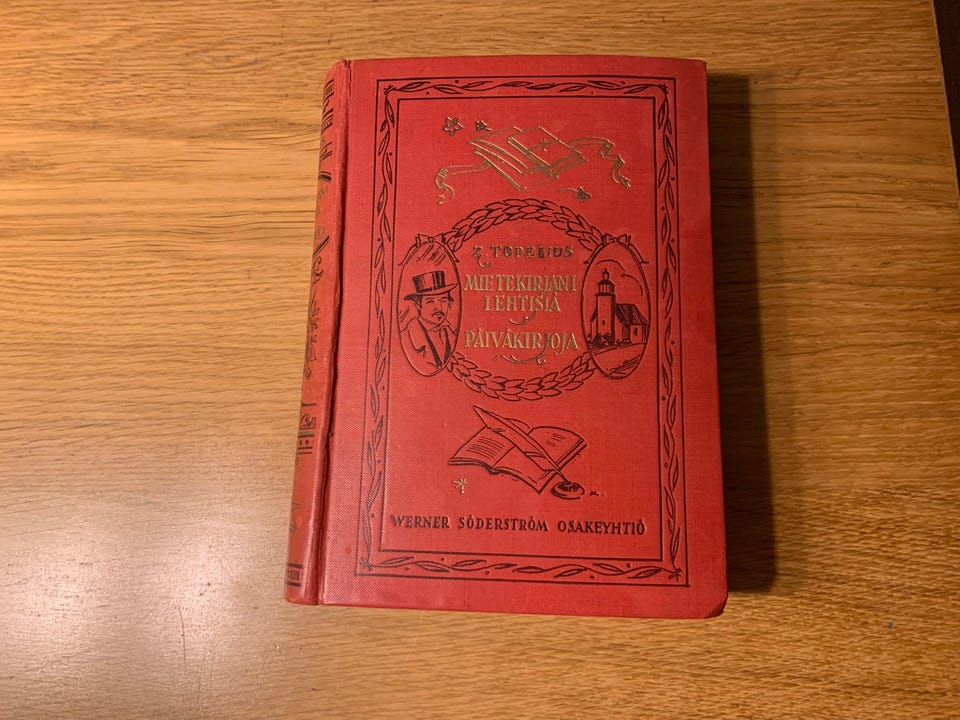 Z. TOPELIUS
MIETEKIRJANI
LEHTISIÄ
PÄIVÄKIRJOJA
WERNER SÖDERSTRÖM OSAKEYHTIÖ
K.